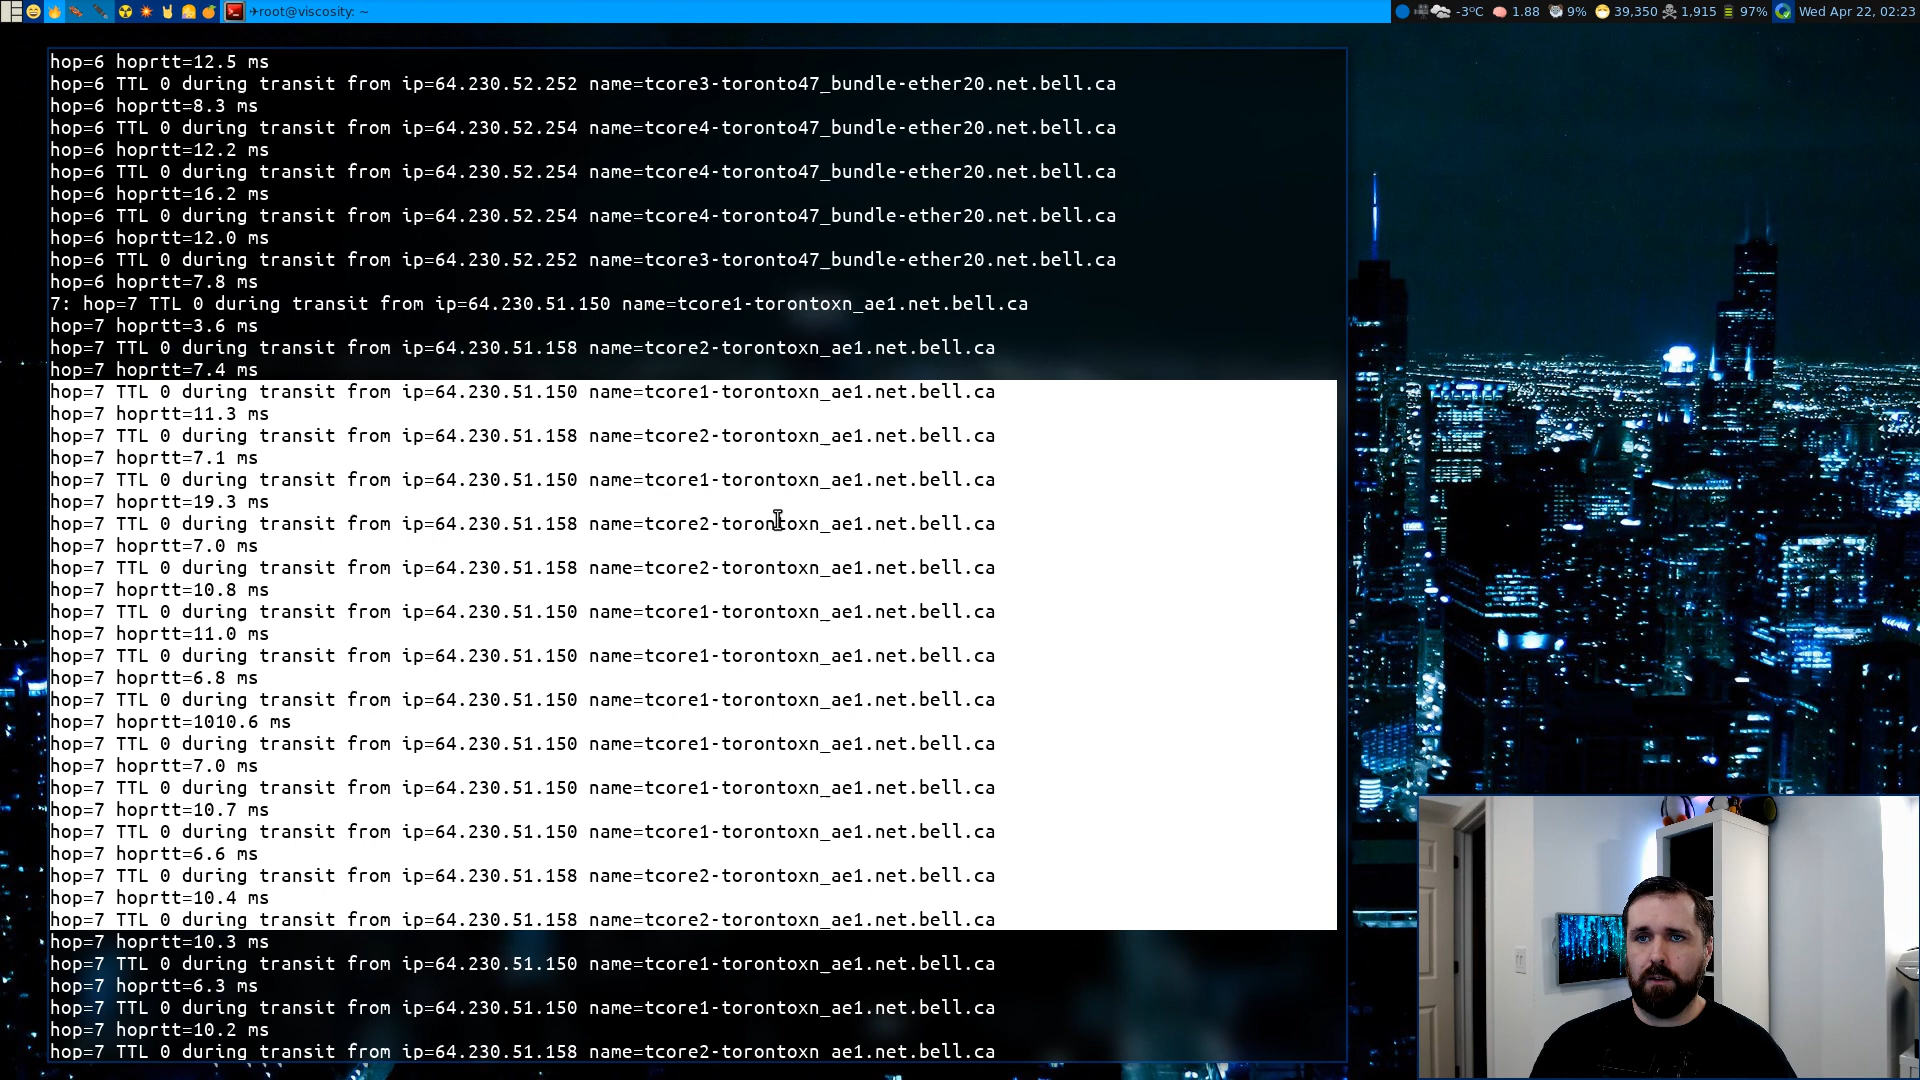 root@viscosity: ~
-3°C 1.88 9% 39,350 1,915 97% Wed Apr 22, 02:23
hop=6 hoprtt=12.5 ms
hop=6 TTL 0 during transit from ip=64.230.52.252 name=tcore3-toronto47_bundle-ether20.net.bell.ca
hop=6 hoprtt=8.3 ms
hop=6 TTL 0 during transit from ip=64.230.52.254 name=tcore4-toronto47_bundle-ether20.net.bell.ca
hop=6 hoprtt=12.2 ms
hop=6 TTL 0 during transit from ip=64.230.52.254 name=tcore4-toronto47_bundle-ether20.net.bell.ca
hop=6 hoprtt=16.2 ms
hop=6 TTL 0 during transit from ip=64.230.52.254 name=tcore4-toronto47_bundle-ether20.net.bell.ca
hop=6 hoprtt=12.0 ms
hop=6 TTL 0 during transit from ip=64.230.52.252 name=tcore3-toronto47_bundle-ether20.net.bell.ca
hop=6 hoprtt=7.8 ms
7: hop=7 TTL 0 during transit from ip=64.230.51.150 name=tcore1-torontoxn_ae1.net.bell.ca
hop=7 hoprtt=3.6 ms
hop=7 TTL 0 during transit from ip=64.230.51.158 name=tcore2-torontoxn_ae1.net.bell.ca
hop=7 hoprtt=7.4 ms
hop=7 TTL 0 during transit from ip=64.230.51.150 name=tcore1-torontoxn_ae1.net.bell.ca
hop=7 hoprtt=11.3 ms
hop=7 TTL 0 during transit from ip=64.230.51.158 name=tcore2-torontoxn_ae1.net.bell.ca
hop=7 hoprtt=7.1 ms
hop=7 TTL 0 during transit from ip=64.230.51.150 name=tcore1-torontoxn_ae1.net.bell.ca
hop=7 hoprtt=19.3 ms
hop=7 TTL 0 during transit from ip=64.230.51.158 name=tcore2-torontoxn_ae1.net.bell.ca
hop=7 hoprtt=7.0 ms
hop=7 TTL 0 during transit from ip=64.230.51.158 name=tcore2-torontoxn_ae1.net.bell.ca
hop=7 hoprtt=10.8 ms
hop=7 TTL 0 during transit from ip=64.230.51.150 name=tcore1-torontoxn_ae1.net.bell.ca
hop=7 hoprtt=11.0 ms
hop=7 TTL 0 during transit from ip=64.230.51.150 name=tcore1-torontoxn_ae1.net.bell.ca
hop=7 hoprtt=6.8 ms
hop=7 TTL 0 during transit from ip=64.230.51.150 name=tcore1-torontoxn_ae1.net.bell.ca
hop=7 hoprtt=1010.6 ms
hop=7 TTL 0 during transit from ip=64.230.51.150 name=tcore1-torontoxn_ae1.net.bell.ca
hop=7 hoprtt=7.0 ms
hop=7 TTL 0 during transit from ip=64.230.51.150 name=tcore1-torontoxn_ae1.net.bell.ca
hop=7 hoprtt=10.7 ms
hop=7 TTL 0 during transit from ip=64.230.51.150 name=tcore1-torontoxn_ae1.net.bell.ca
hop=7 hoprtt=6.6 ms
hop=7 TTL 0 during transit from ip=64.230.51.158 name=tcore2-torontoxn_ae1.net.bell.ca
hop=7 hoprtt=10.4 ms
hop=7 TTL 0 during transit from ip=64.230.51.158 name=tcore2-torontoxn_ae1.net.bell.ca
hop=7 hoprtt=10.3 ms
hop=7 TTL 0 during transit from ip=64.230.51.150 name=tcore1-torontoxn_ae1.net.bell.ca
hop=7 hoprtt=6.3 ms
hop=7 TTL 0 during transit from ip=64.230.51.150 name=tcore1-torontoxn_ae1.net.bell.ca
hop=7 hoprtt=10.2 ms
hop=7 TTL 0 during transit from ip=64.230.51.158 name=tcore2-torontoxn_ae1.net.bell.ca